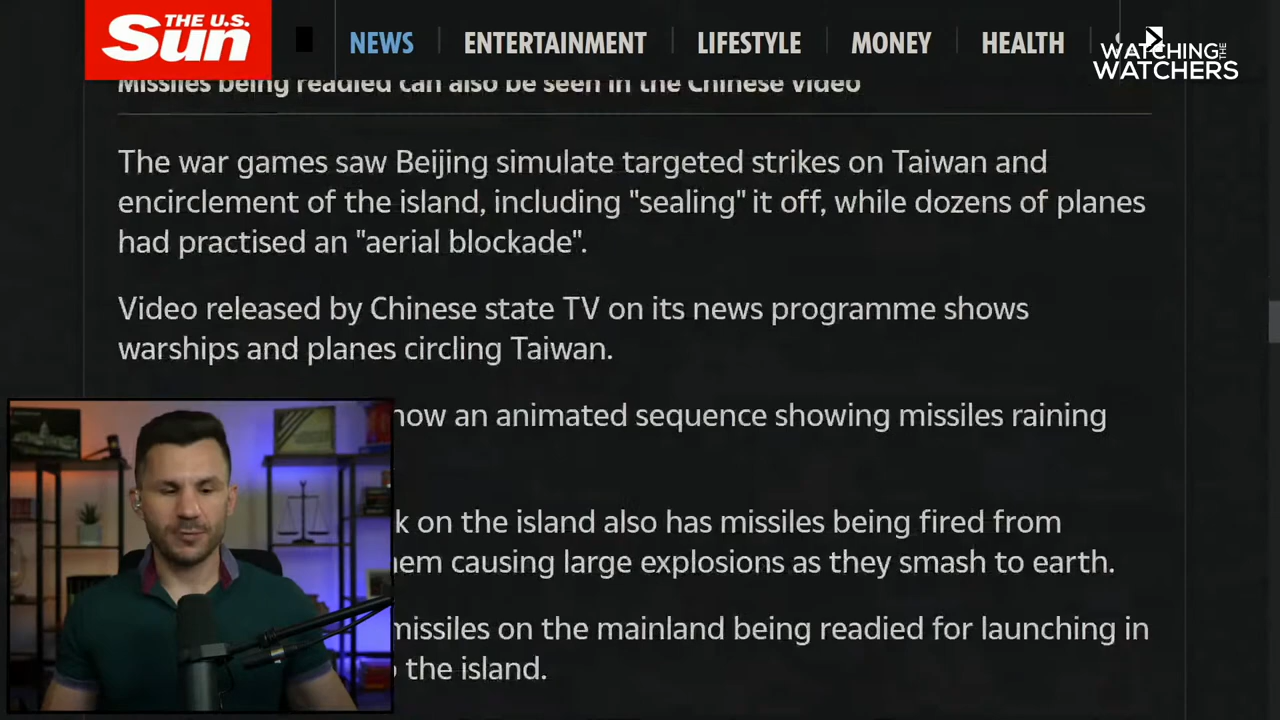 THE U.S.
Sun
NEWS
ENTERTAINMENT
LIFESTYLE
MONEY
HEALTH
WATCHING THE
WATCHERS
Missiles being readied can also be seen in the Chinese video
The war games saw Beijing simulate targeted strikes on Taiwan and
encirclement of the island, including "sealing" it off, while dozens of planes
had practised an "aerial blockade".
Video released by Chinese state TV on its news programme shows
warships and planes circling Taiwan.
an animated sequence showing missiles raining
on the island also has missiles being fired from
causing large explosions as they smash to earth.
missiles on the mainland being readied for launching in
the island.